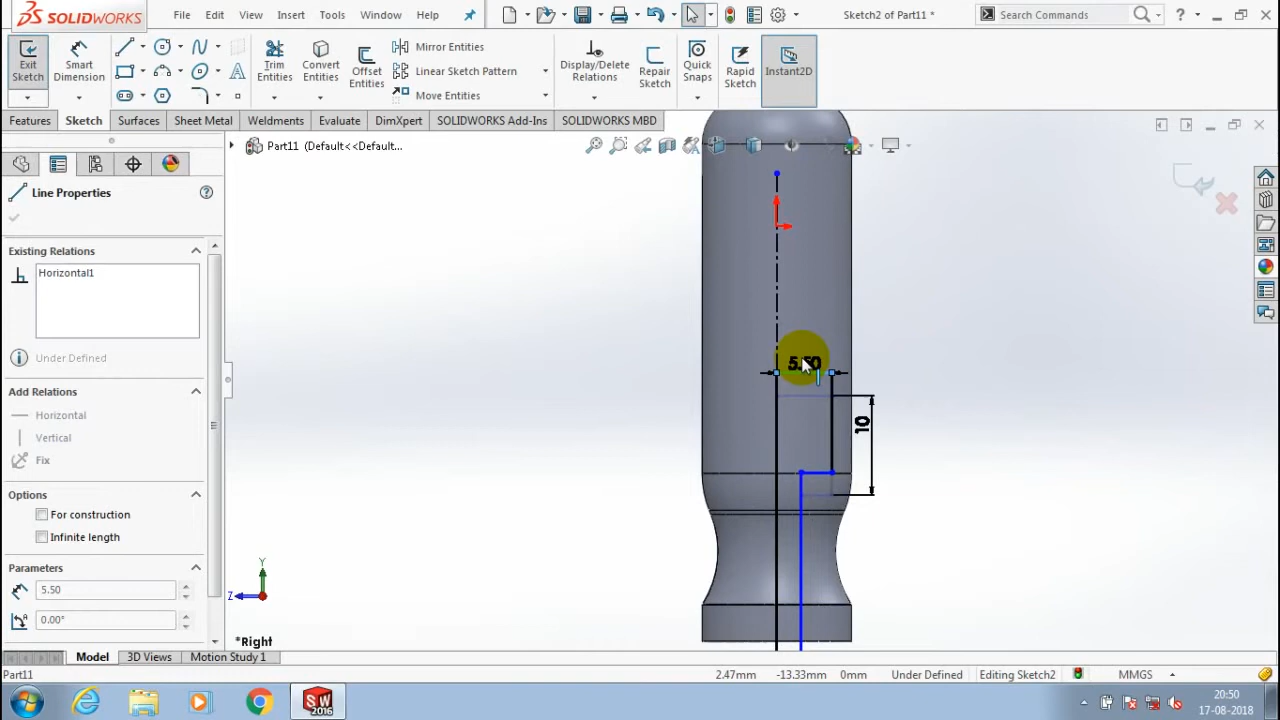 SOLIDWORKS
File Edit View Insert Tools Window Help
Sketch2 of Part11 *
Search Commands
?
Exit Sketch
Smart Dimension
Trim Entities
Convert Entities
Offset Entities
Mirror Entities
Linear Sketch Pattern
Move Entities
Display/Delete Relations
Repair Sketch
Quick Snaps
Rapid Sketch
Instant2D
Features Sketch Surfaces Sheet Metal Weldments Evaluate DimXpert SOLIDWORKS Add-Ins SOLIDWORKS MBD
Part11 (Default<<Default...
Line Properties
Existing Relations
Horizontal1
Under Defined
Add Relations
Horizontal
Vertical
Fix
Options
For construction
Infinite length
Parameters
5.50
0.00°
5.50
10
Y
Z
*Right
Model 3D Views Motion Study 1
Part11
2.47mm -13.33mm 0mm Under Defined Editing Sketch2 MMGS
SW
2016
20:50
17-08-2018